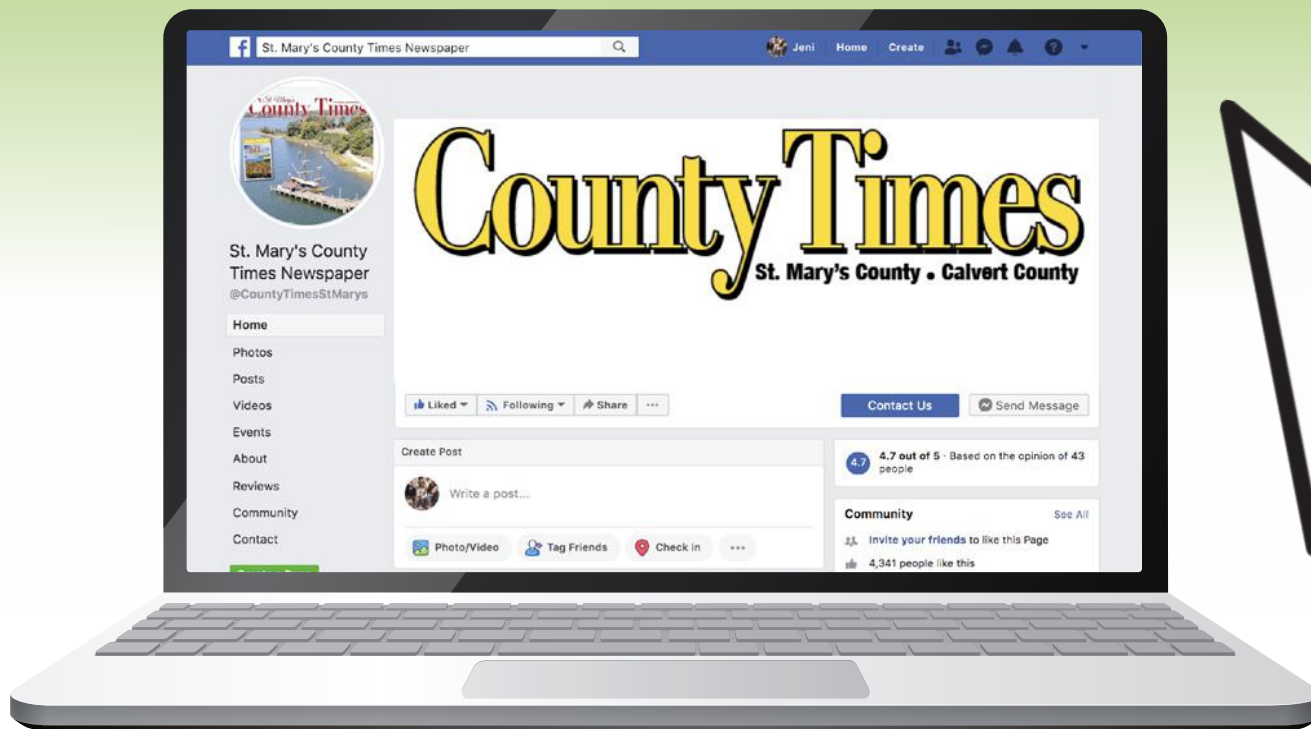 f
St. Mary's County Times Newspaper
Jeni
Home
Create
?
St. Mary's
County Times
St. Mary's County
Times Newspaper
@CountyTimesStMarys
Home
Photos
Posts
Videos
Events
About
Reviews
Community
Contact
County Times
St. Mary's County • Calvert County
Liked
Following
Share
...
Contact Us
Send Message
Create Post
Write a post...
Photo/Video
Tag Friends
Check in
...
4.7
4.7 out of 5 · Based on the opinion of 43
people
Community
See All
Invite your friends to like this Page
4,341 people like this